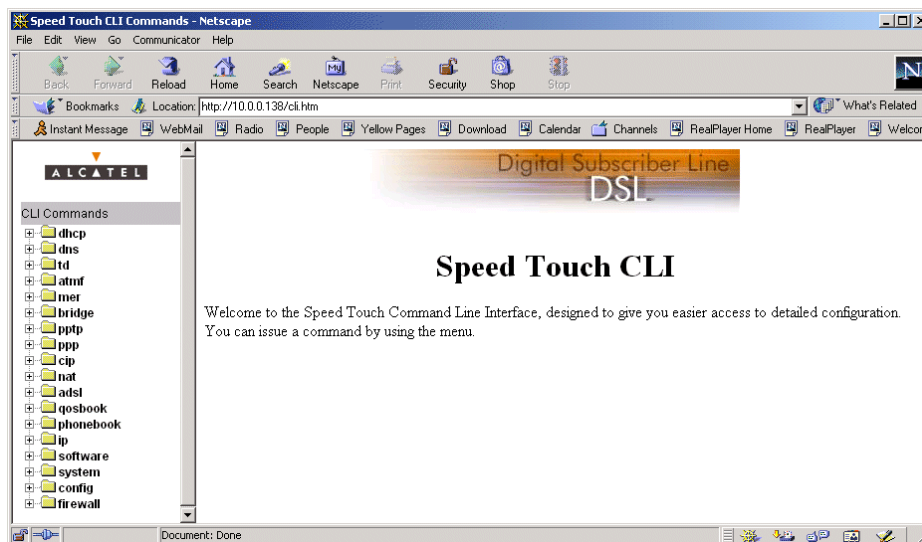 Speed Touch CLI Commands - Netscape
File Edit View Go Communicator Help
Back Forward Reload Home Search Netscape Print Security Shop Stop
My
N
Bookmarks Location: http://10.0.0.138/cli.htm What's Related
Instant Message WebMail Radio People Yellow Pages Download Calendar Channels RealPlayer Home RealPlayer Welcom
ALCATEL
CLI Commands
dhcp
dns
td
atmf
mer
bridge
pptp
ppp
cip
nat
adsl
qosbook
phonebook
ip
software
system
config
firewall
Digital Subscriber Line
DSL
Speed Touch CLI
Welcome to the Speed Touch Command Line Interface, designed to give you easier access to detailed configuration.
You can issue a command by using the menu.
Document: Done